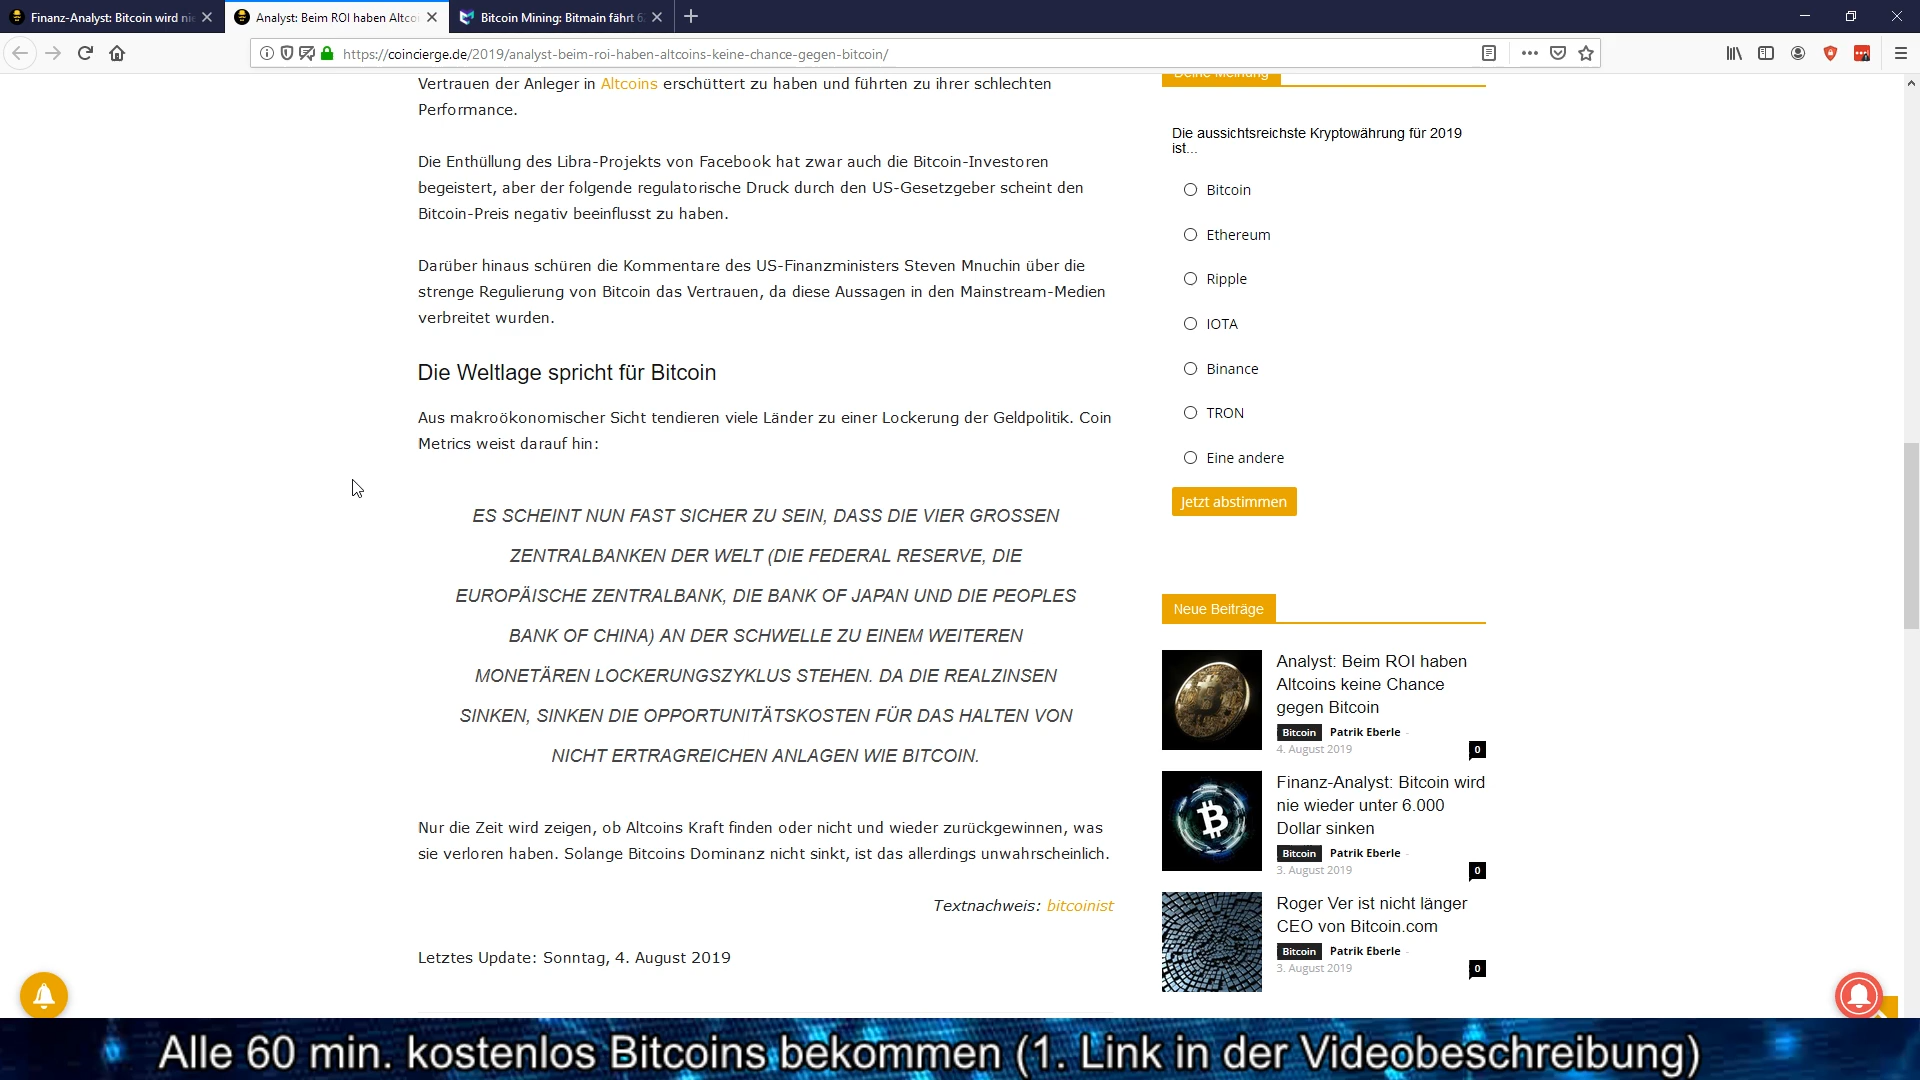 Finanz-Analyst: Bitcoin wird ni
Analyst: Beim ROI haben Altco
Bitcoin Mining: Bitmain fährt 6
https://coincierge.de/2019/analyst-beim-roi-haben-altcoins-keine-chance-gegen-bitcoin/
Vertrauen der Anleger in Altcoins erschüttert zu haben und führten zu ihrer schlechten
Performance.
Die Enthüllung des Libra-Projekts von Facebook hat zwar auch die Bitcoin-Investoren
begeistert, aber der folgende regulatorische Druck durch den US-Gesetzgeber scheint den
Bitcoin-Preis negativ beeinflusst zu haben.
Darüber hinaus schüren die Kommentare des US-Finanzministers Steven Mnuchin über die
strenge Regulierung von Bitcoin das Vertrauen, da diese Aussagen in den Mainstream-Medien
verbreitet wurden.
Die Weltlage spricht für Bitcoin
Aus makroökonomischer Sicht tendieren viele Länder zu einer Lockerung der Geldpolitik. Coin
Metrics weist darauf hin:
ES SCHEINT NUN FAST SICHER ZU SEIN, DASS DIE VIER GROSSEN
ZENTRALBANKEN DER WELT (DIE FEDERAL RESERVE, DIE
EUROPÄISCHE ZENTRALBANK, DIE BANK OF JAPAN UND DIE PEOPLES
BANK OF CHINA) AN DER SCHWELLE ZU EINEM WEITEREN
MONETÄREN LOCKERUNGSZYKLUS STEHEN. DA DIE REALZINSEN
SINKEN, SINKEN DIE OPPORTUNITÄTSKOSTEN FÜR DAS HALTEN VON
NICHT ERTRAGREICHEN ANLAGEN WIE BITCOIN.
Nur die Zeit wird zeigen, ob Altcoins Kraft finden oder nicht und wieder zurückgewinnen, was
sie verloren haben. Solange Bitcoins Dominanz nicht sinkt, ist das allerdings unwahrscheinlich.
Textnachweis: bitcoinist
Letztes Update: Sonntag, 4. August 2019
Deine Meinung
Die aussichtsreichste Kryptowährung für 2019
ist...
Bitcoin
Ethereum
Ripple
IOTA
Binance
TRON
Eine andere
Jetzt abstimmen
Neue Beiträge
Analyst: Beim ROI haben
Altcoins keine Chance
gegen Bitcoin
Bitcoin Patrik Eberle -
4. August 2019 0
Finanz-Analyst: Bitcoin wird
nie wieder unter 6.000
Dollar sinken
Bitcoin Patrik Eberle -
3. August 2019 0
Roger Ver ist nicht länger
CEO von Bitcoin.com
Bitcoin Patrik Eberle -
3. August 2019 0
Alle 60 min. kostenlos Bitcoins bekommen (1. Link in der Videobeschreibung)